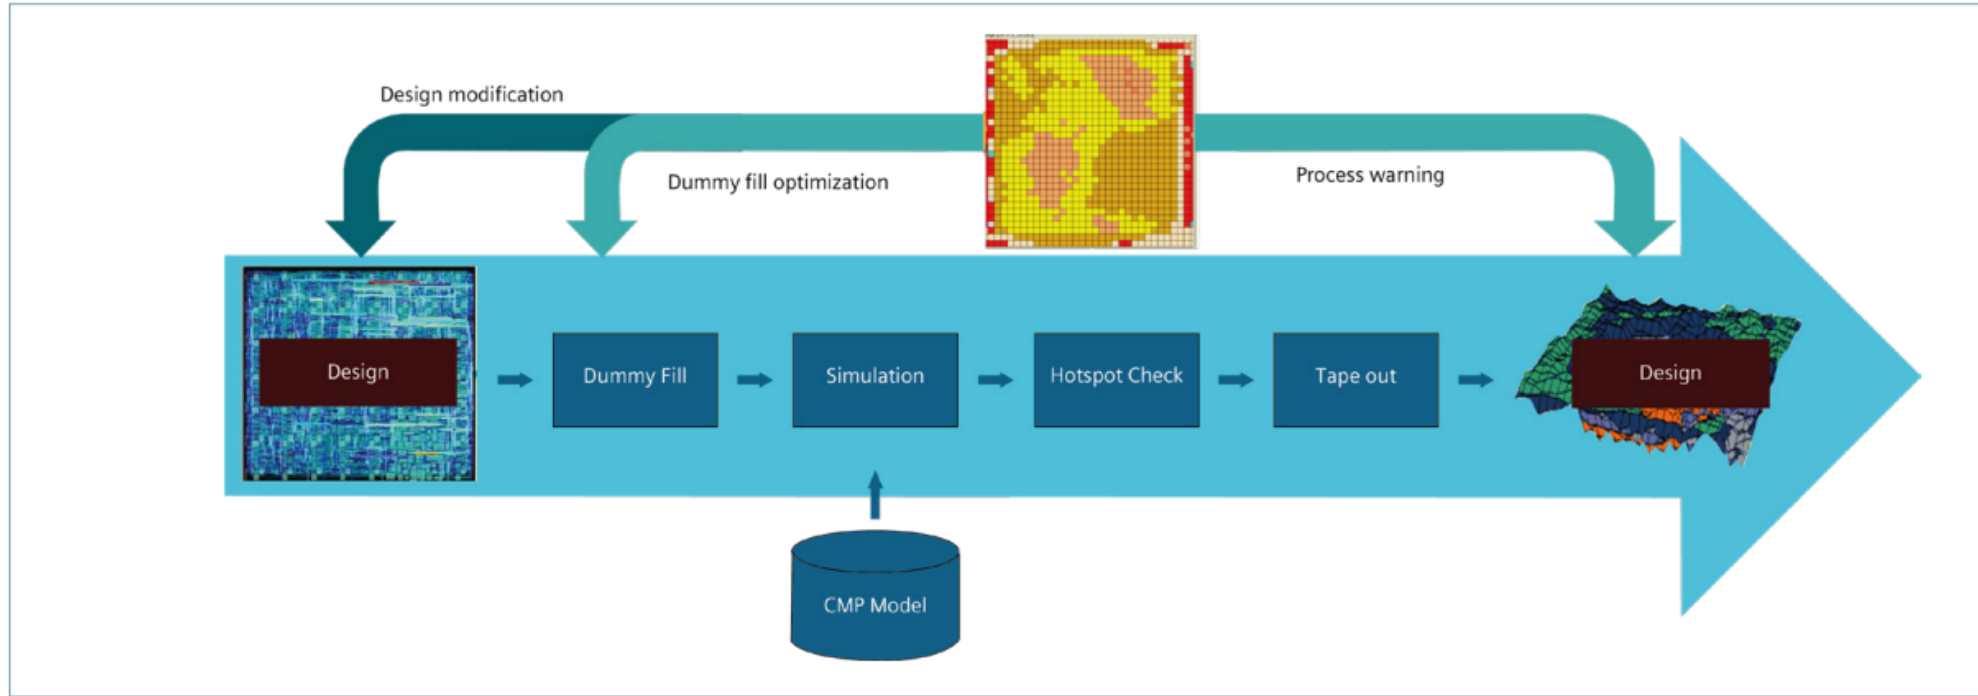 Design modification
Dummy fill optimization
Process warning
Design
Dummy Fill
Simulation
Hotspot Check
Tape out
Design
CMP Model